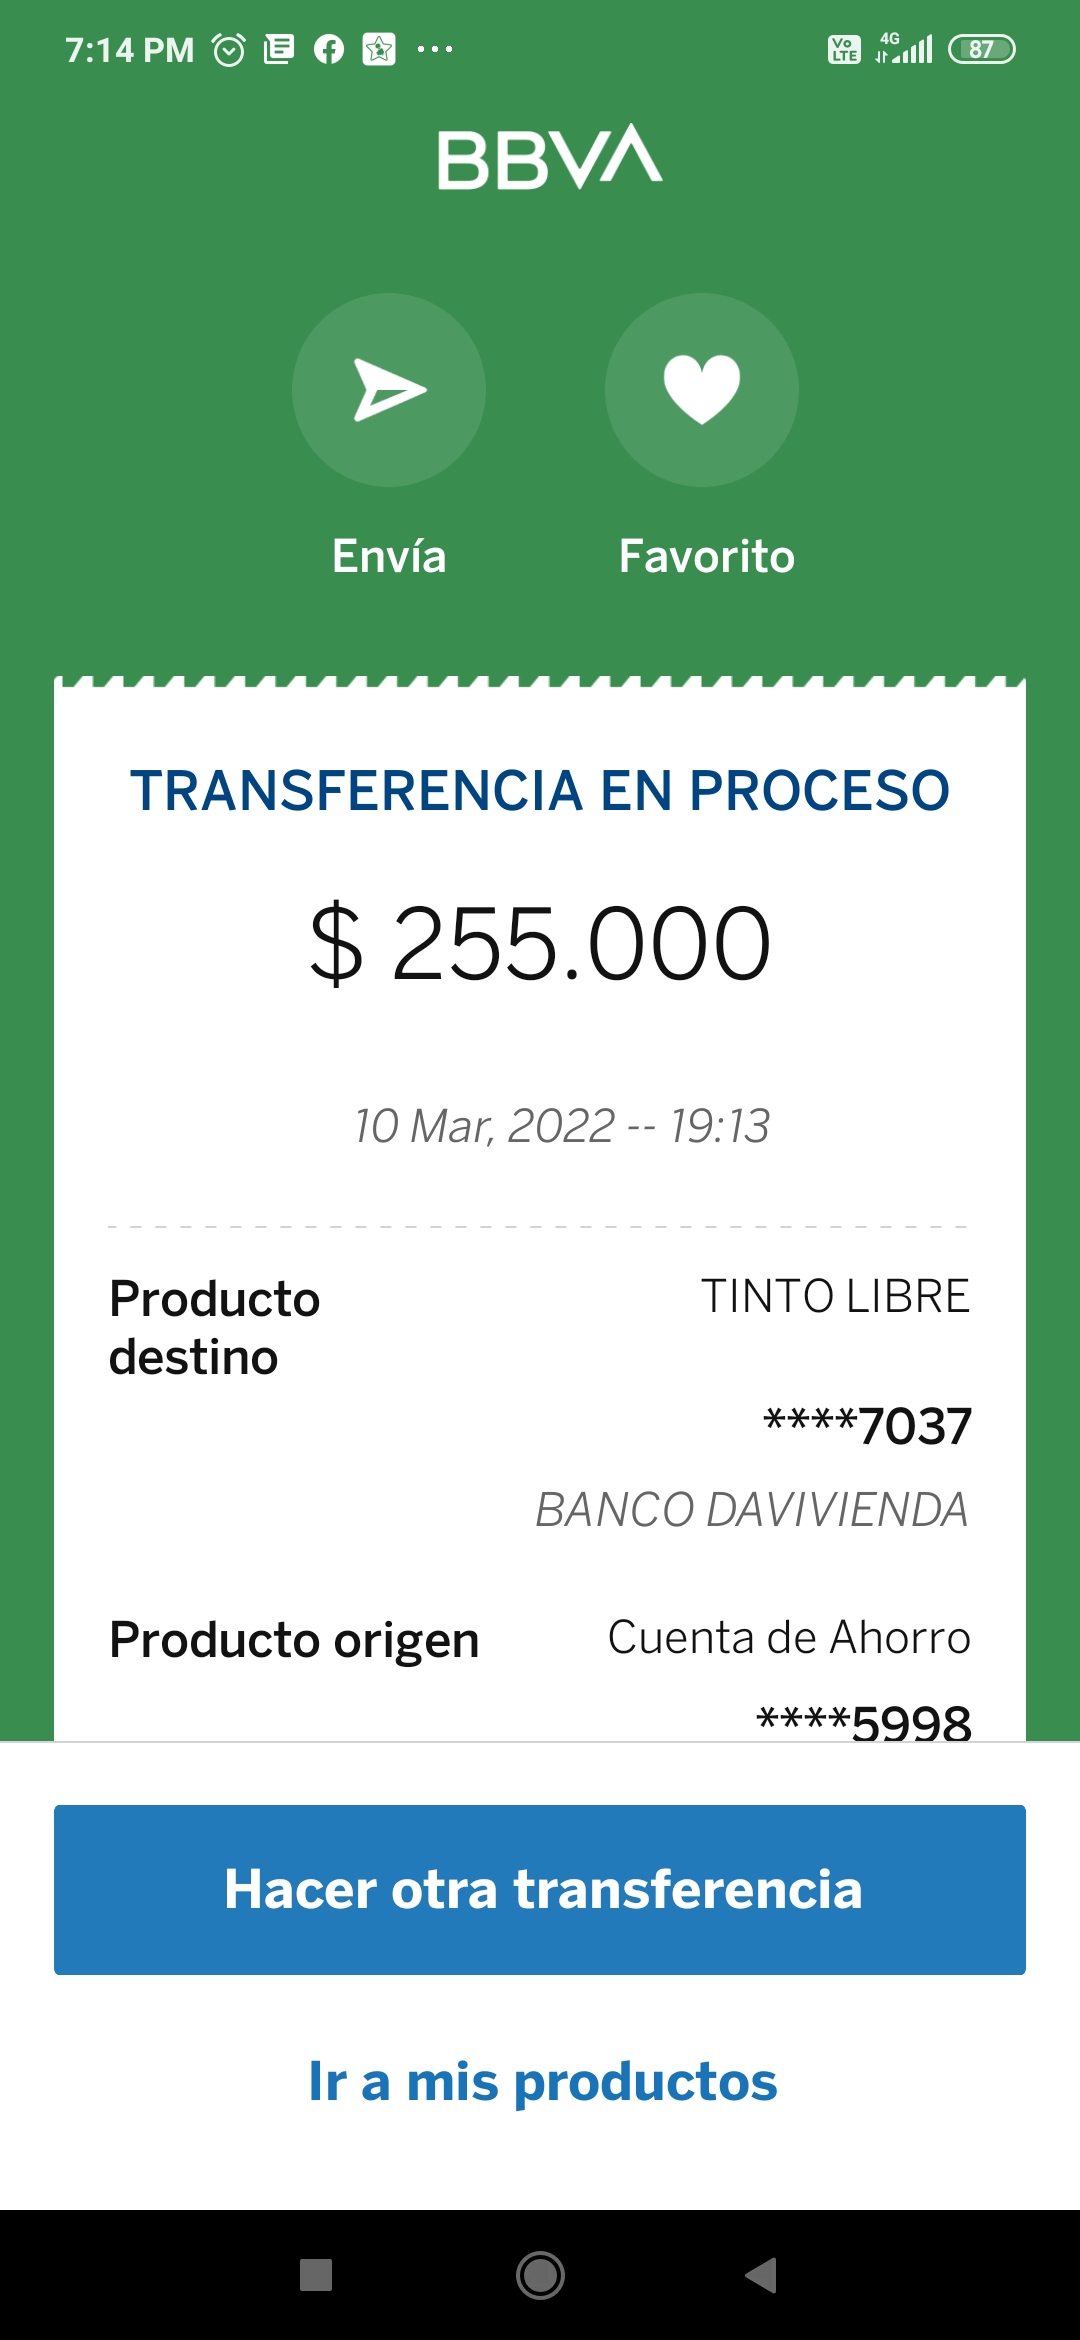 7:14 PM
Vo LTE 4G 87
BBVA
Envía
Favorito
TRANSFERENCIA EN PROCESO
$ 255.000
10 Mar, 2022 -- 19:13
Producto destino
TINTO LIBRE
****7037
BANCO DAVIVIENDA
Producto origen
Cuenta de Ahorro
****5998
Hacer otra transferencia
Ir a mis productos